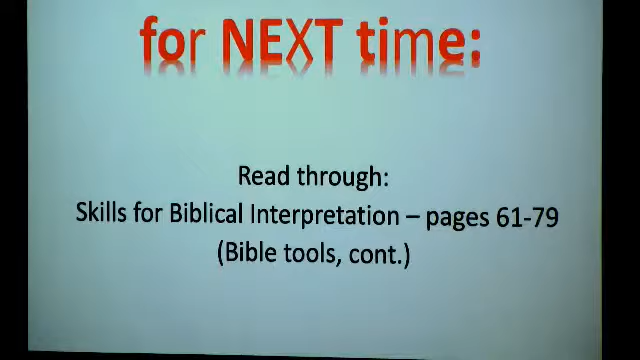 for NEXT time:
Read through:
Skills for Biblical Interpretation – pages 61-79
(Bible tools, cont.)